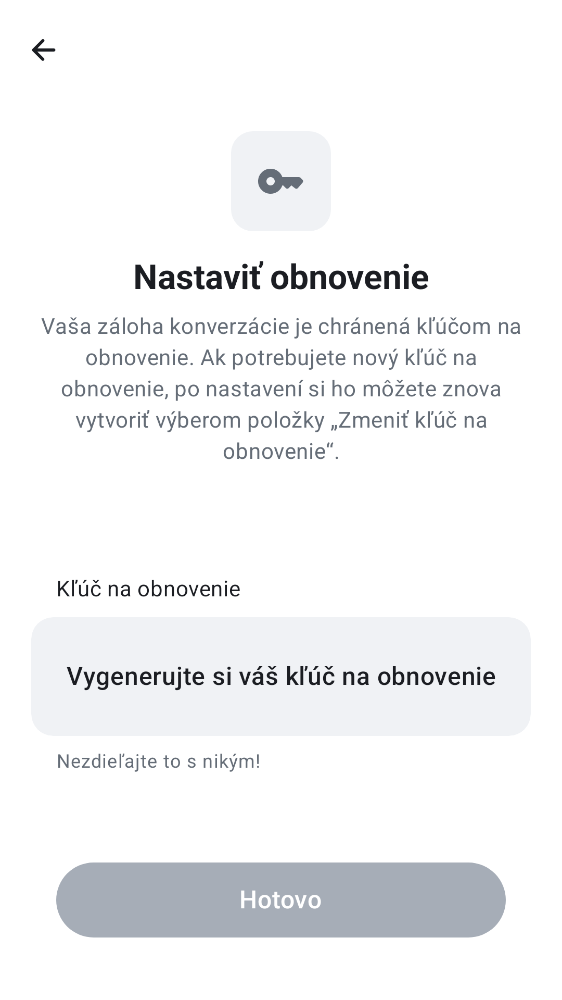 Nastaviť obnovenie
Vaša záloha konverzácie je chránená kľúčom na
obnovenie. Ak potrebujete nový kľúč na
obnovenie, po nastavení si ho môžete znova
vytvoriť výberom položky „Zmeniť kľúč na
obnovenie“.
Kľúč na obnovenie
Vygenerujte si váš kľúč na obnovenie
Nezdieľajte to s nikým!
Hotovo